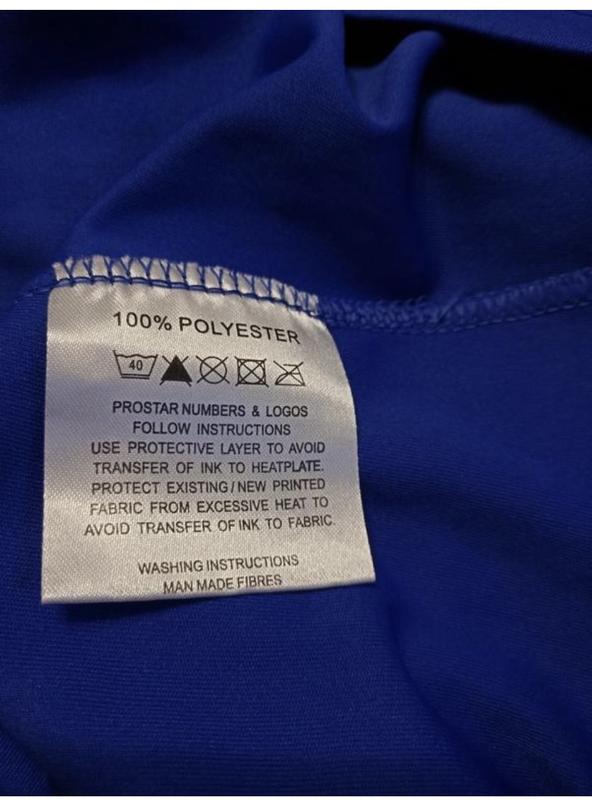 100% POLYESTER
40
PROSTAR NUMBERS & LOGOS
FOLLOW INSTRUCTIONS
USE PROTECTIVE LAYER TO AVOID
TRANSFER OF INK TO HEATPLATE.
PROTECT EXISTING/NEW PRINTED
FABRIC FROM EXCESSIVE HEAT TO
AVOID TRANSFER OF INK TO FABRIC.
WASHING INSTRUCTIONS
MAN MADE FIBRES